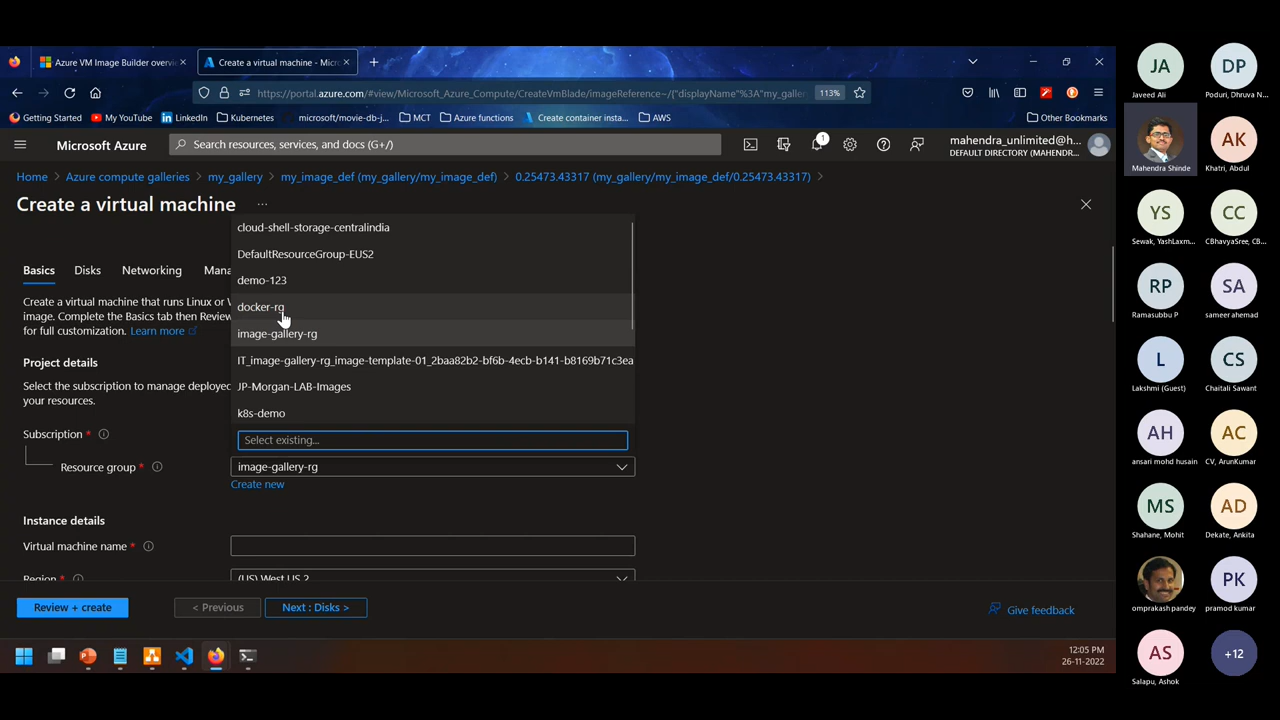 Azure VM Image Builder overvi
Create a virtual machine - Micr
https://portal.azure.com/#view/Microsoft_Azure_Compute/CreateVmBlade/imageReference~/{"displayName"%3A"my_galler
113%
Getting Started
My YouTube
LinkedIn
Kubernetes
microsoft/movie-db-j...
MCT
Azure functions
Create container insta...
AWS
Other Bookmarks
Microsoft Azure
Search resources, services, and docs (G+/)
1
mahendra_unlimited@h...
DEFAULT DIRECTORY (MAHENDR...
Home > Azure compute galleries > my_gallery > my_image_def (my_gallery/my_image_def) > 0.25473.43317 (my_gallery/my_image_def/0.25473.43317) >
Create a virtual machine ...
Basics
Disks
Networking
Mana
Create a virtual machine that runs Linux or W
image. Complete the Basics tab then Review
for full customization. Learn more
Project details
Select the subscription to manage deployed
your resources.
Subscription *
cloud-shell-storage-centralindia
DefaultResourceGroup-EUS2
demo-123
docker-rg
image-gallery-rg
IT_image-gallery-rg_image-template-01_2baa82b2-bf6b-4ecb-b141-b8169b71c3ea
JP-Morgan-LAB-Images
k8s-demo
Select existing...
Resource group *
image-gallery-rg
Create new
Instance details
Virtual machine name *
Region *
(US) West US 2
Review + create
< Previous
Next : Disks >
Give feedback
12:05 PM
26-11-2022
JA
Javeed Ali
DP
Poduri, Dhruva N...
Mahendra Shinde
AK
Khatri, Abdul
YS
Sewak, YashLaxm...
CC
CBhavyaSree, CB...
RP
Ramasubbu P
SA
sameer ahemad
L
Lakshmi (Guest)
CS
Chaitali Sawant
AH
ansari mohd husain
AC
CV, ArunKumar
MS
Shahane, Mohit
AD
Dekate, Ankita
omprakash pandey
PK
pramod kumar
AS
Salapu, Ashok
+12